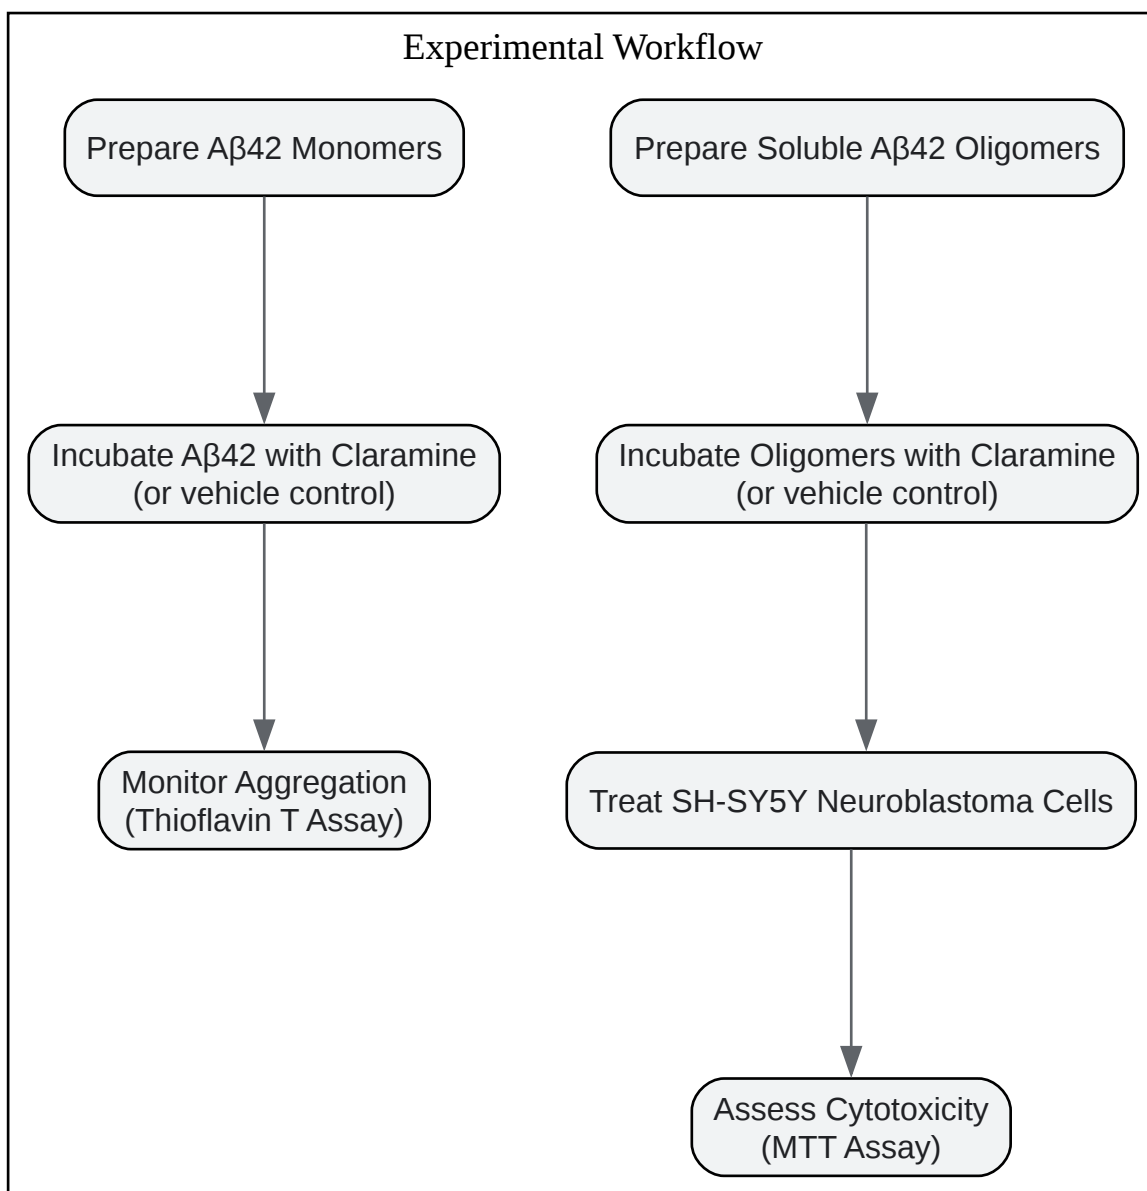 Experimental Workflow
Prepare Aβ42 Monomers
Prepare Soluble Aβ42 Oligomers
Incubate Aβ42 with Claramine
(or vehicle control)
Incubate Oligomers with Claramine
(or vehicle control)
Monitor Aggregation
(Thioflavin T Assay)
Treat SH-SY5Y Neuroblastoma Cells
Assess Cytotoxicity
(MTT Assay)